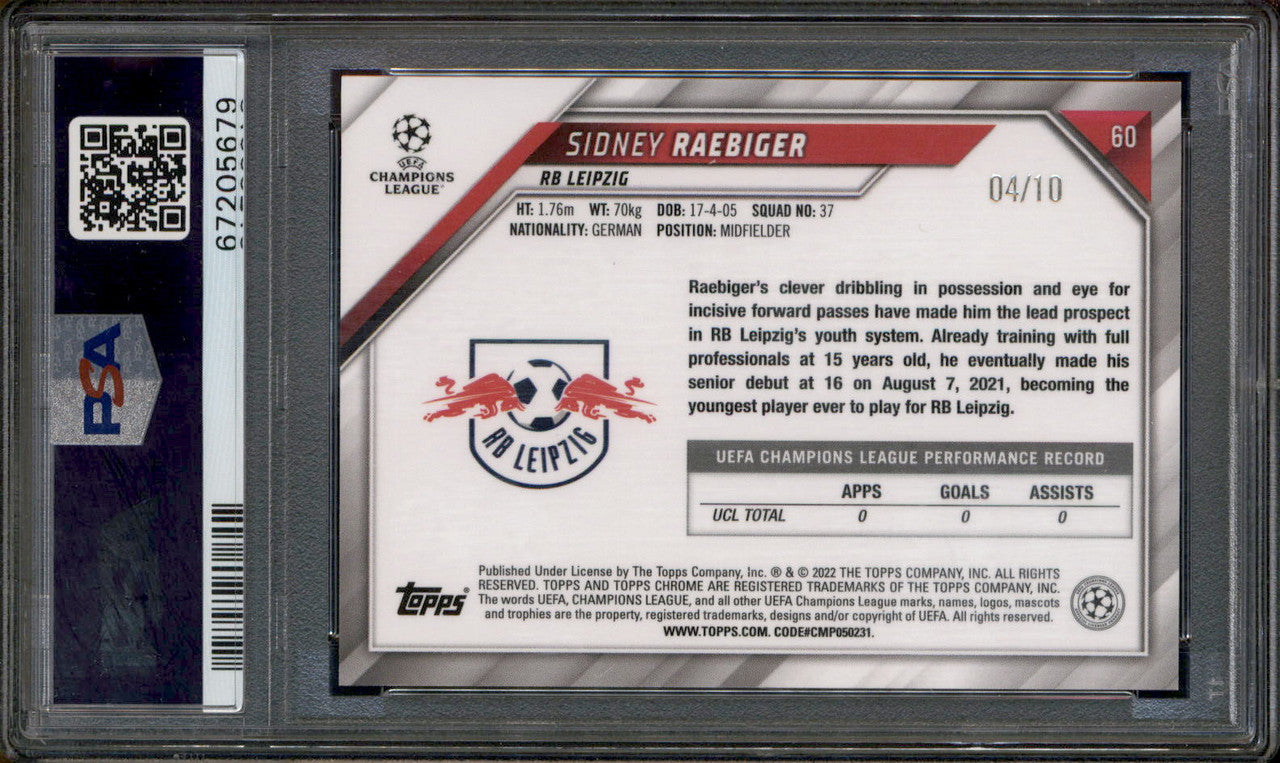 67205679
PSA
UEFA
CHAMPIONS
LEAGUE
SIDNEY RAEBIGER
60
RB LEIPZIG
04/10
HT: 1.76m WT: 70kg DOB: 17-4-05 SQUAD NO: 37
NATIONALITY: GERMAN POSITION: MIDFIELDER
Raebiger's clever dribbling in possession and eye for
incisive forward passes have made him the lead prospect
in RB Leipzig's youth system. Already training with full
professionals at 15 years old, he eventually made his
senior debut at 16 on August 7, 2021, becoming the
youngest player ever to play for RB Leipzig.
RB LEIPZIG
UEFA CHAMPIONS LEAGUE PERFORMANCE RECORD
APPS GOALS ASSISTS
UCL TOTAL 0 0 0
Topps
Published Under License by The Topps Company, Inc. ® & © 2022 THE TOPPS COMPANY, INC. ALL RIGHTS
RESERVED. TOPPS AND TOPPS CHROME ARE REGISTERED TRADEMARKS OF THE TOPPS COMPANY, INC.
The words UEFA, CHAMPIONS LEAGUE, and all other UEFA Champions League marks, names, logos, mascots
and trophies are the property, registered trademarks, designs and/or copyright of UEFA. All rights reserved.
WWW.TOPPS.COM. CODE#CMP050231.